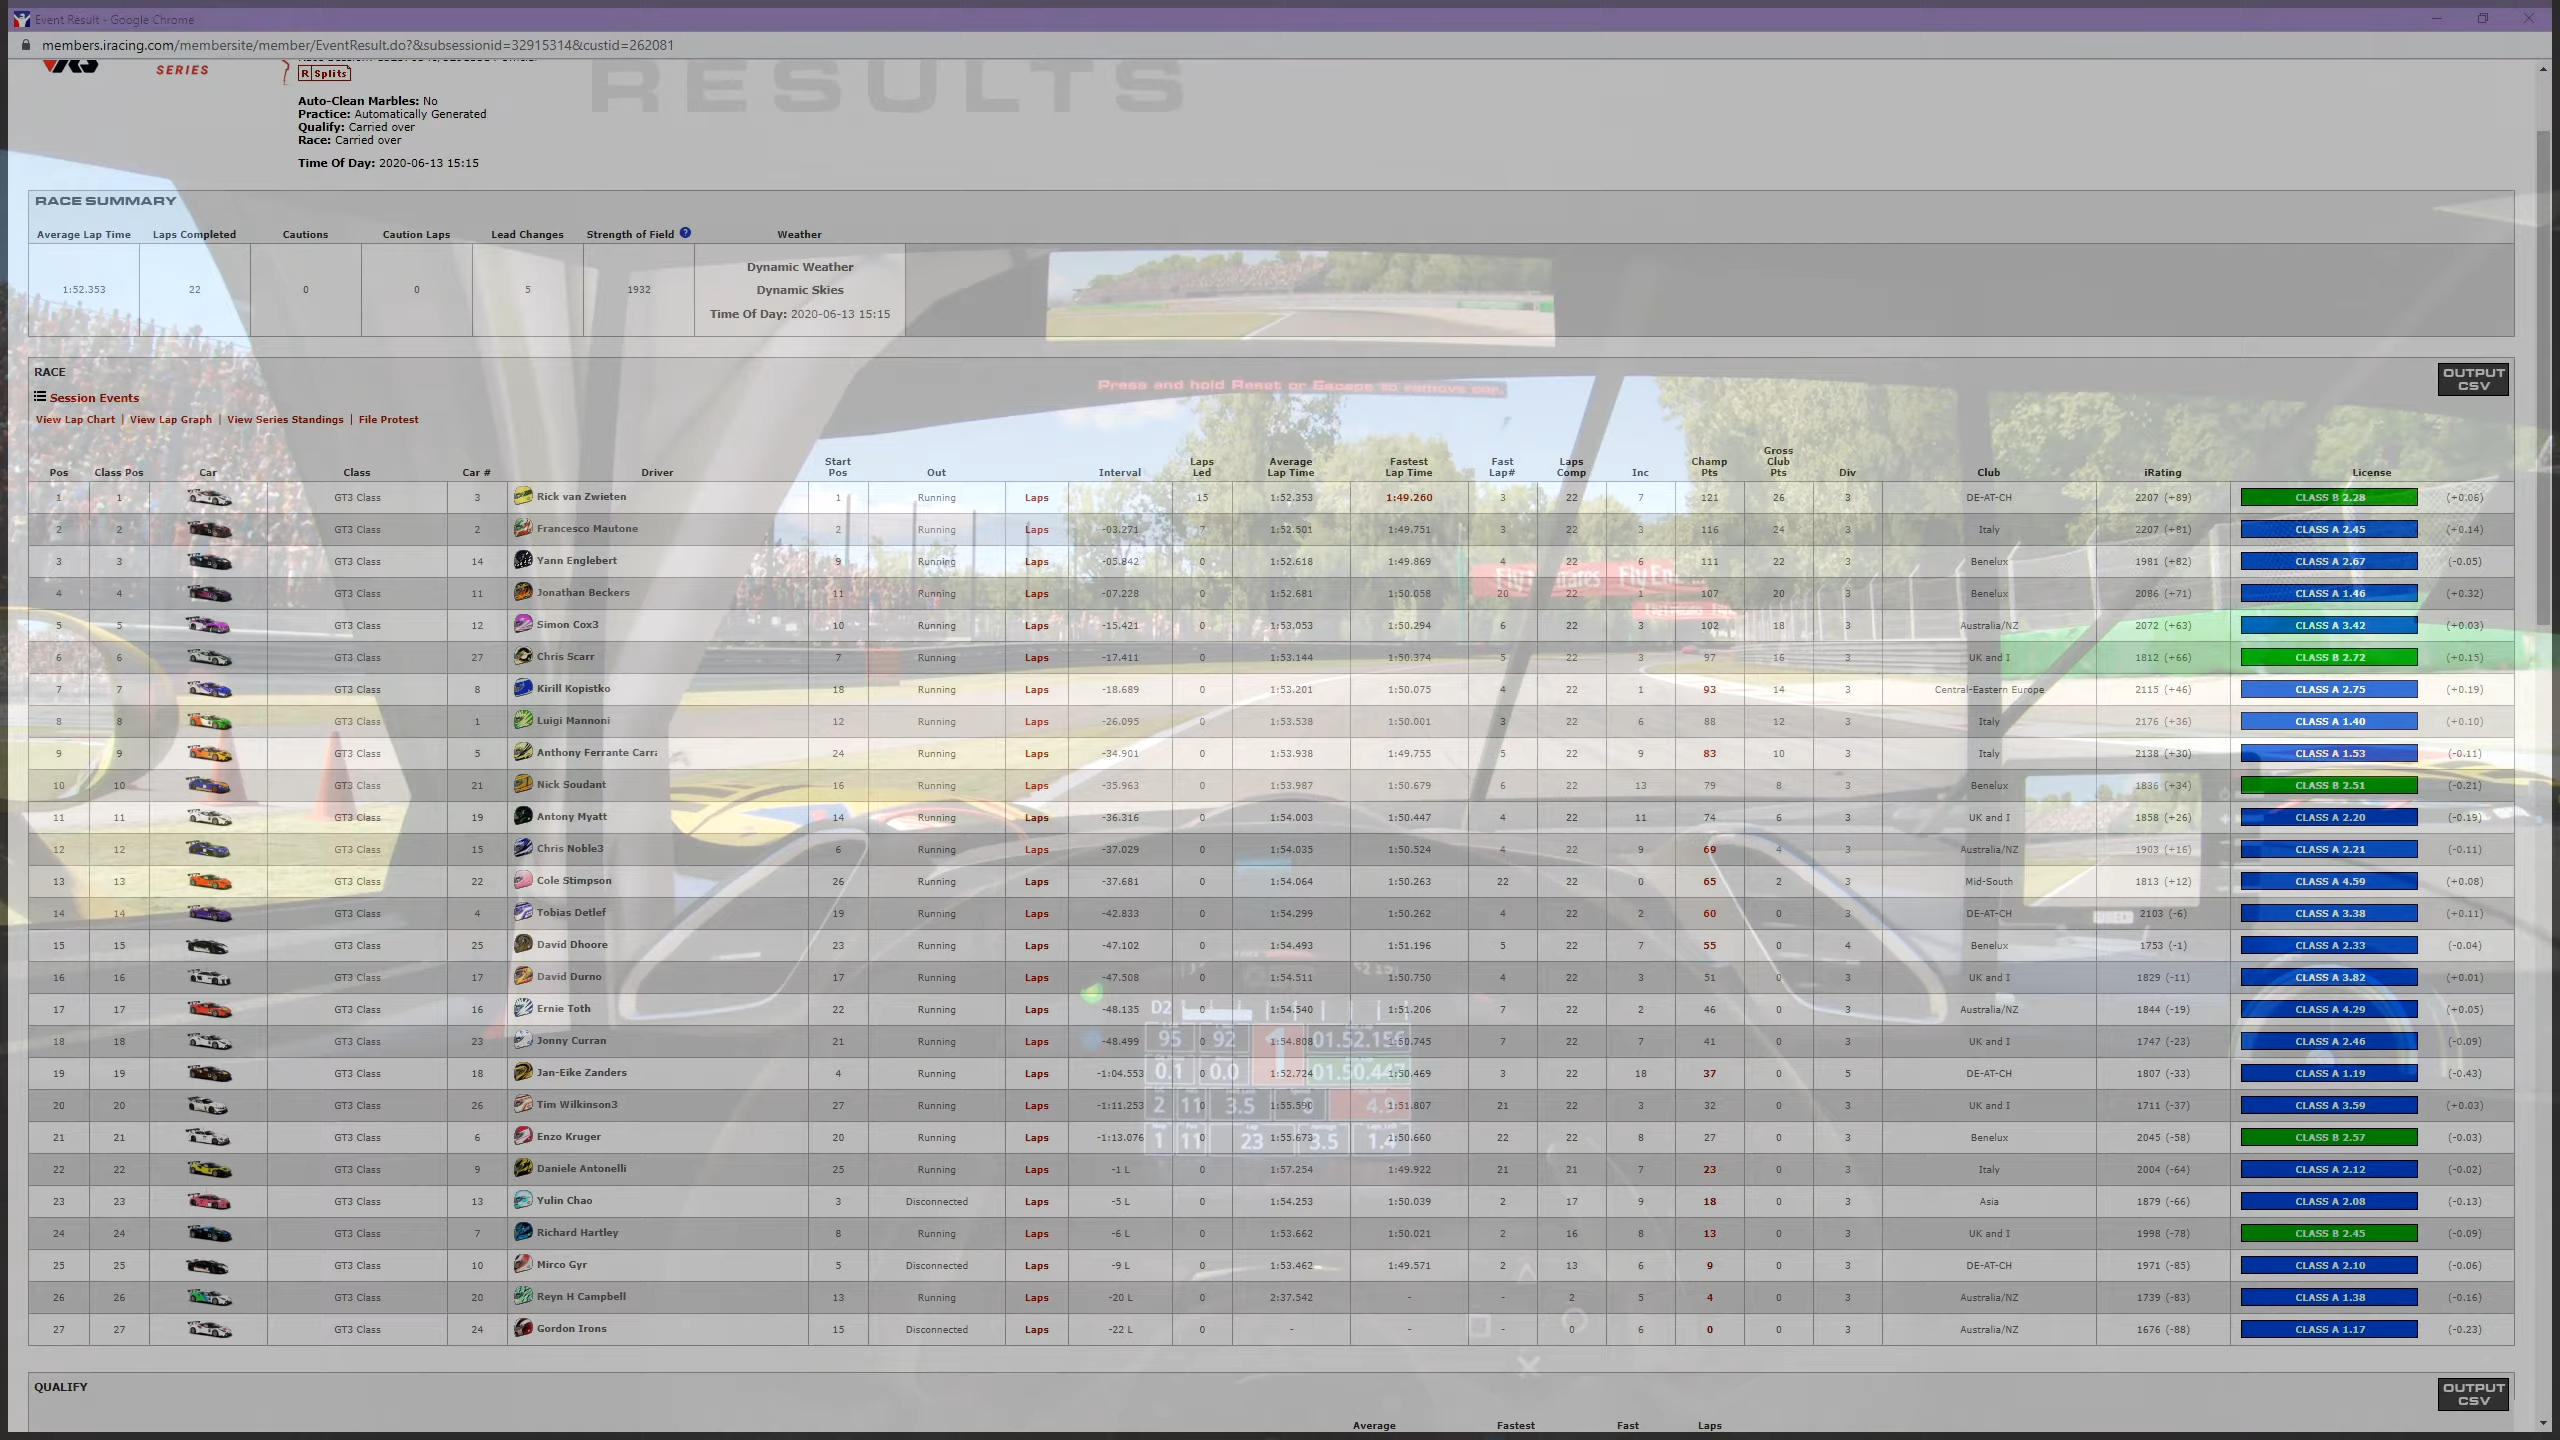 Event Result - Google Chrome
members.iracing.com/membersite/member/EventResult.do?&subsessionid=32915314&custid=262081
SERIES
R Splits
RESULTS
Auto-Clean Marbles: No
Practice: Automatically Generated
Qualify: Carried over
Race: Carried over
Time Of Day: 2020-06-13 15:15
RACE SUMMARY
Average Lap Time Laps Completed Cautions Caution Laps Lead Changes Strength of Field ? Weather
1:52.353 22 0 0 5 1932
Dynamic Weather
Dynamic Skies
Time Of Day: 2020-06-13 15:15
RACE
OUTPUT
CSV
Session Events
Press and hold Reset or Escape to remove car.
View Lap Chart | View Lap Graph | View Series Standings | File Protest
Pos Class Pos Car Class Car # Driver Start Pos Out Interval Laps Led Average Lap Time Fastest Lap Time Fast Lap# Laps Comp Inc Champ Pts Gross Club Pts Div Club iRating License
1 1 GT3 Class 3 Rick van Zwieten 1 Running Laps 15 1:52.353 1:49.260 3 22 7 121 26 3 DE-AT-CH 2207 (+89) CLASS B 2.28 (+0.06)
2 2 GT3 Class 2 Francesco Mautone 2 Running Laps -03.271 7 1:52.501 1:49.751 3 22 3 116 24 3 Italy 2207 (+81) CLASS A 2.45 (+0.14)
3 3 GT3 Class 14 Yann Englebert 9 Running Laps -05.842 0 1:52.618 1:49.869 4 22 6 111 22 3 Benelux 1981 (+82) CLASS A 2.67 (-0.05)
4 4 GT3 Class 11 Jonathan Beckers 11 Running Laps -07.228 0 1:52.681 1:50.058 20 22 1 107 20 3 Benelux 2086 (+71) CLASS A 1.46 (+0.32)
5 5 GT3 Class 12 Simon Cox3 10 Running Laps -15.421 0 1:53.053 1:50.294 6 22 3 102 18 3 Australia/NZ 2072 (+63) CLASS A 3.42 (+0.03)
6 6 GT3 Class 27 Chris Scarr 7 Running Laps -17.411 0 1:53.144 1:50.374 5 22 3 97 16 3 UK and I 1812 (+66) CLASS B 2.72 (+0.15)
7 7 GT3 Class 8 Kirill Kopistko 18 Running Laps -18.689 0 1:53.201 1:50.075 4 22 1 93 14 3 Central-Eastern Europe 2115 (+46) CLASS A 2.75 (+0.19)
8 8 GT3 Class 1 Luigi Mannoni 12 Running Laps -26.095 0 1:53.538 1:50.001 3 22 6 88 12 3 Italy 2176 (+36) CLASS A 1.40 (+0.10)
9 9 GT3 Class 5 Anthony Ferrante Carra 24 Running Laps -34.901 0 1:53.938 1:49.755 5 22 9 83 10 3 Italy 2138 (+30) CLASS A 1.53 (-0.11)
10 10 GT3 Class 21 Nick Soudant 16 Running Laps -35.963 0 1:53.987 1:50.679 6 22 13 79 8 3 Benelux 1836 (+34) CLASS B 2.51 (-0.21)
11 11 GT3 Class 19 Antony Myatt 14 Running Laps -36.316 0 1:54.003 1:50.447 4 22 11 74 6 3 UK and I 1858 (+26) CLASS A 2.20 (-0.19)
12 12 GT3 Class 15 Chris Noble3 6 Running Laps -37.029 0 1:54.035 1:50.524 4 22 9 69 4 3 Australia/NZ 1903 (+16) CLASS A 2.21 (-0.11)
13 13 GT3 Class 22 Cole Stimpson 26 Running Laps -37.681 0 1:54.064 1:50.263 22 22 0 65 2 3 Mid-South 1813 (+12) CLASS A 4.59 (+0.08)
14 14 GT3 Class 4 Tobias Detlef 19 Running Laps -42.833 0 1:54.299 1:50.262 4 22 2 60 0 3 DE-AT-CH 2103 (-6) CLASS A 3.38 (+0.11)
15 15 GT3 Class 25 David Dhoore 23 Running Laps -47.102 0 1:54.493 1:51.196 5 22 7 55 0 4 Benelux 1753 (-1) CLASS A 2.33 (-0.04)
16 16 GT3 Class 17 David Durno 17 Running Laps -47.508 0 1:54.511 1:50.750 4 22 3 51 0 3 UK and I 1829 (-11) CLASS A 3.82 (+0.01)
17 17 GT3 Class 16 Ernie Toth 22 Running Laps -48.135 0 1:54.540 1:51.206 7 22 2 46 0 3 Australia/NZ 1844 (-19) CLASS A 4.29 (+0.05)
18 18 GT3 Class 23 Jonny Curran 21 Running Laps -48.499 0 1:54.808 1:50.745 7 22 7 41 0 3 UK and I 1747 (-23) CLASS A 2.46 (-0.09)
19 19 GT3 Class 18 Jan-Eike Zanders 4 Running Laps -1:04.553 0 1:52.724 1:50.469 3 22 18 37 0 5 DE-AT-CH 1807 (-33) CLASS A 1.19 (-0.43)
20 20 GT3 Class 26 Tim Wilkinson3 27 Running Laps -1:11.253 0 1:55.590 1:51.807 21 22 3 32 0 3 UK and I 1711 (-37) CLASS A 3.59 (+0.03)
21 21 GT3 Class 6 Enzo Kruger 20 Running Laps -1:13.076 0 1:55.673 1:50.660 22 22 8 27 0 3 Benelux 2045 (-58) CLASS B 2.57 (-0.03)
22 22 GT3 Class 9 Daniele Antonelli 25 Running Laps -1 L 0 1:57.254 1:49.922 21 21 7 23 0 3 Italy 2004 (-64) CLASS A 2.12 (-0.02)
23 23 GT3 Class 13 Yulin Chao 3 Disconnected Laps -5 L 0 1:54.253 1:50.039 2 17 9 18 0 3 Asia 1879 (-66) CLASS A 2.08 (-0.13)
24 24 GT3 Class 7 Richard Hartley 8 Running Laps -6 L 0 1:53.662 1:50.021 2 16 8 13 0 3 UK and I 1998 (-78) CLASS B 2.45 (-0.09)
25 25 GT3 Class 10 Mirco Gyr 5 Disconnected Laps -9 L 0 1:53.462 1:49.571 2 13 6 9 0 3 DE-AT-CH 1971 (-85) CLASS A 2.10 (-0.06)
26 26 GT3 Class 20 Reyn H Campbell 13 Running Laps -20 L 0 2:37.542 - - 2 5 4 0 3 Australia/NZ 1739 (-83) CLASS A 1.38 (-0.16)
27 27 GT3 Class 24 Gordon Irons 15 Disconnected Laps -22 L 0 - - - 0 6 0 0 3 Australia/NZ 1676 (-88) CLASS A 1.17 (-0.23)
D2
95 92 1 01.52.156
0.1 0.0 01.50.447
2 11 3.5 4.9
1 11 23 3.5 1.4
QUALIFY
OUTPUT
CSV
Average Fastest Fast Laps